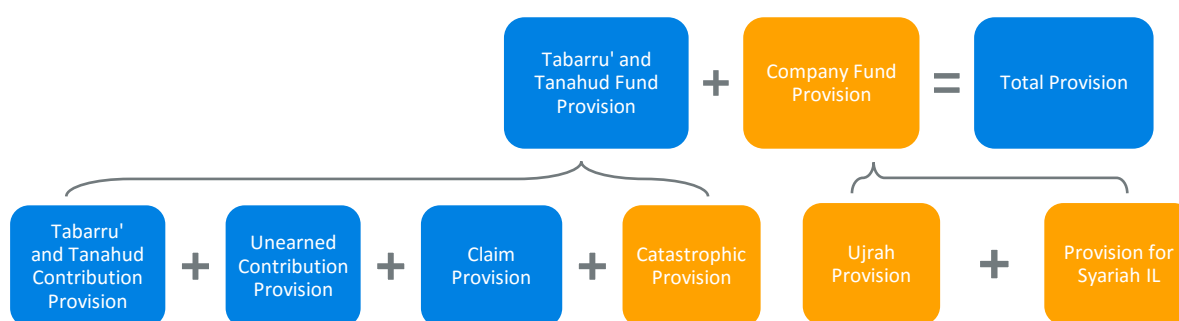 Tabarru' and
Tanahud Fund
Provision
+
Company Fund
Provision
=
Total Provision
Tabarru'
and Tanahud
Contribution
Provision
+
Unearned
Contribution
Provision
+
Claim
Provision
+
Catastrophic
Provision
Ujrah
Provision
+
Provision for
Syariah IL